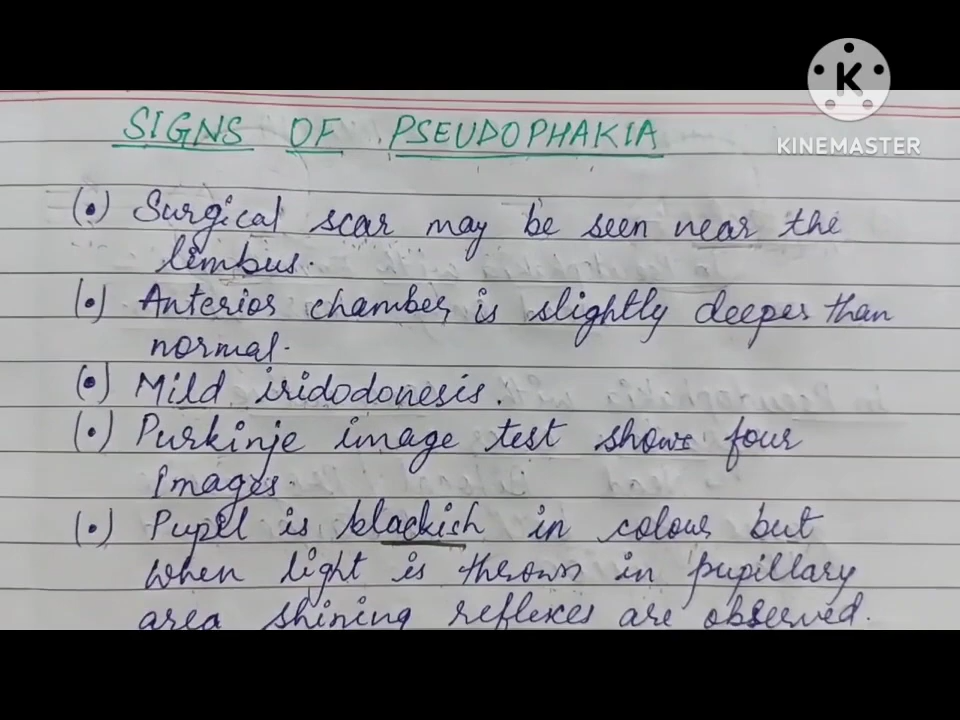 KINEMASTER
SIGNS OF PSEUDOPHAKIA
(•) Surgical scar may be seen near the
limbus.
(•) Anterior chamber is slightly deeper than
normal.
(•) Mild iridodonesis.
(•) Purkinje image test shows four
Images.
(•) Pupil is blackish in colour but
when light is thrown in pupillary
area shining reflexes are observed.